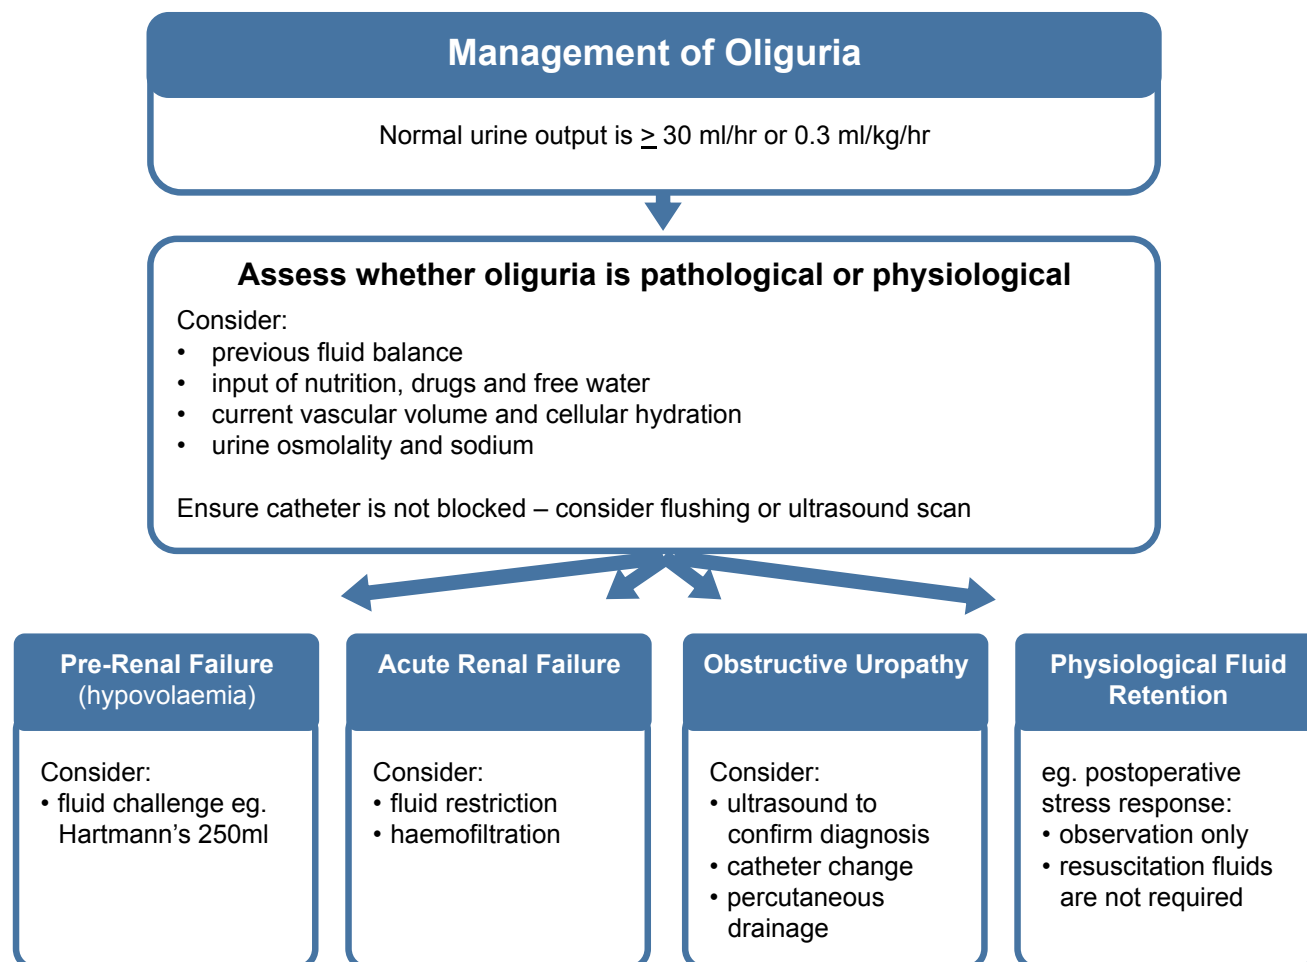 Management of Oliguria
Normal urine output is ≥ 30 ml/hr or 0.3 ml/kg/hr
Assess whether oliguria is pathological or physiological
Consider:
• previous fluid balance
• input of nutrition, drugs and free water
• current vascular volume and cellular hydration
• urine osmolality and sodium
Ensure catheter is not blocked – consider flushing or ultrasound scan
Pre-Renal Failure
(hypovolaemia)
Consider:
• fluid challenge eg.
Hartmann's 250ml
Acute Renal Failure
Consider:
• fluid restriction
• haemofiltration
Obstructive Uropathy
Consider:
• ultrasound to
confirm diagnosis
• catheter change
• percutaneous
drainage
Physiological Fluid
Retention
eg. postoperative
stress response:
• observation only
• resuscitation fluids
are not required